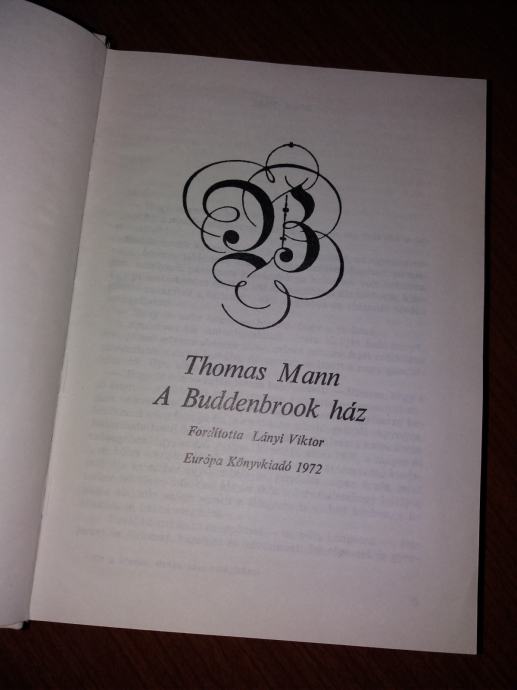 B
Thomas Mann
A Buddenbrook ház
Fordította Lányi Viktor
Európa Könyvkiadó 1972